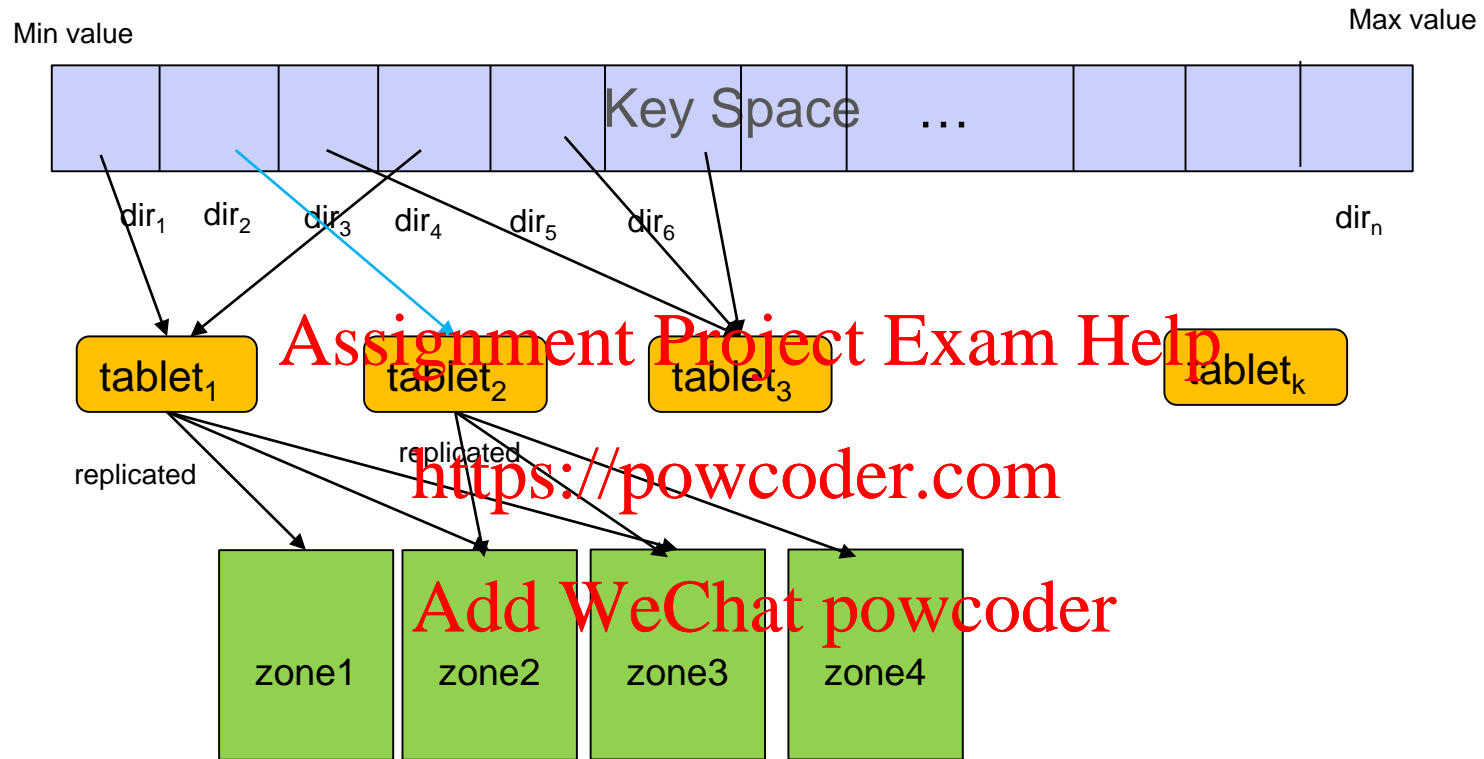 Min value
Max value
Key Space ...
dir1 dir2 dir3 dir4 dir5 dir6 dirn
Assignment Project Exam Help
tablet1 tablet2 tablet3 tabletk
replicated
replicated
https://powcoder.com
Add WeChat powcoder
zone1 zone2 zone3 zone4